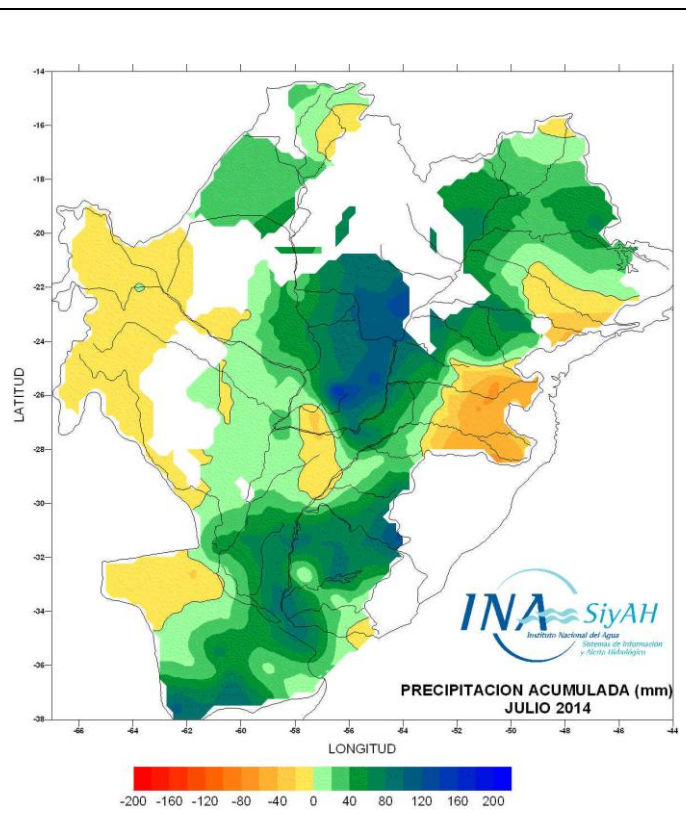 -14
-16
-18
-20
-22
-24
-26
-28
-30
-32
-34
-36
-38
LATITUD
INA SiyAH
Instituto Nacional del Agua
Sistemas de Información
y Alerta Hidrológico
PRECIPITACION ACUMULADA (mm)
JULIO 2014
-66 -64 -62 -60 -58 -56 -54 -52 -50 -48 -46 -44
LONGITUD
-200 -160 -120 -80 -40 0 40 80 120 160 200